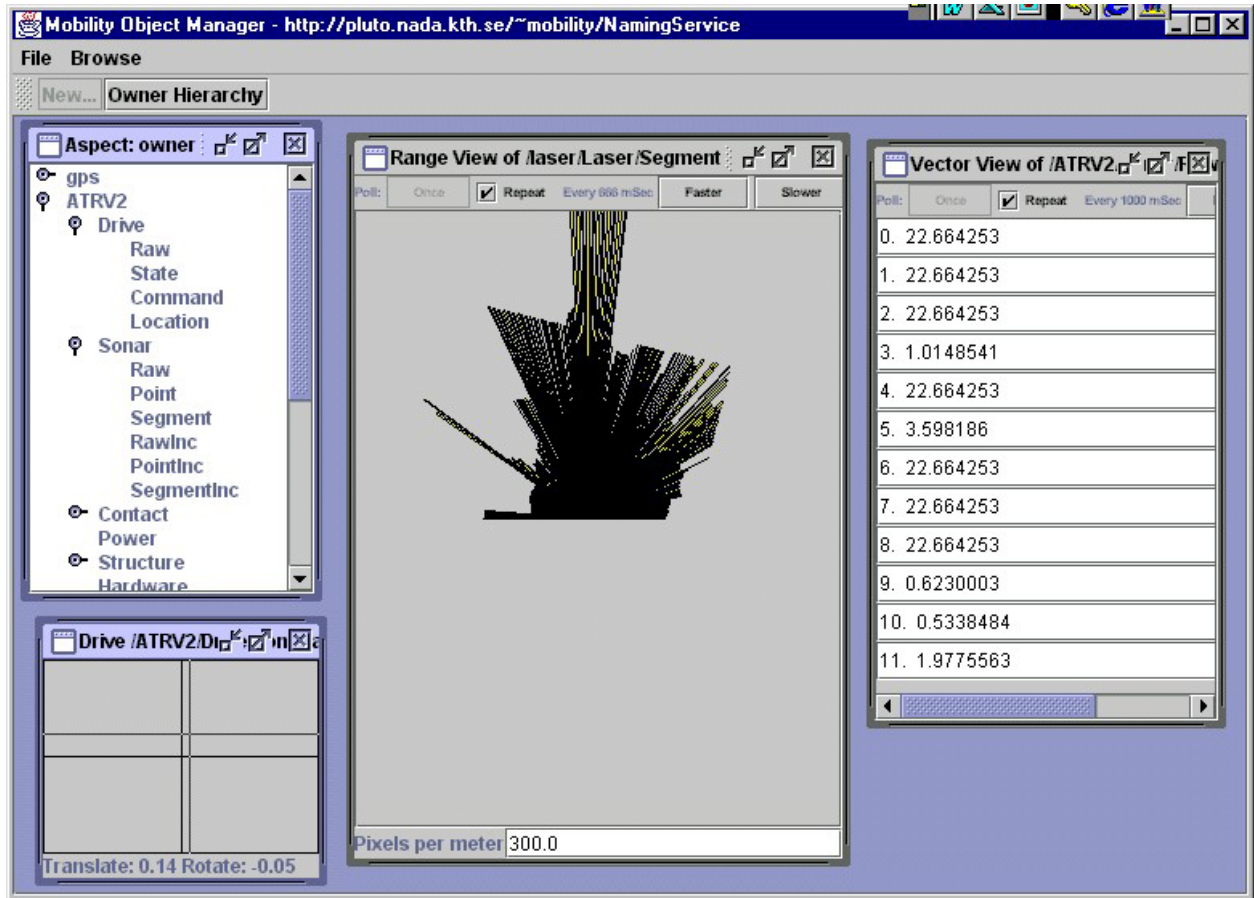 Mobility Object Manager - http://pluto.nada.kth.se/~mobility/NamingService
File Browse
New... Owner Hierarchy
Aspect: owner
gps
ATRV2
Drive
Raw
State
Command
Location
Sonar
Raw
Point
Segment
RawInc
PointInc
SegmentInc
Contact
Power
Structure
Hardware
Drive /ATRV2/Dr
Translate: 0.14 Rotate: -0.05
Range View of /laser/Laser/Segment
Poll: Once Repeat Every 666 mSec Faster Slower
Pixels per meter 300.0
Vector View of /ATRV2
Poll: Once Repeat Every 1000 mSec
0. 22.664253
1. 22.664253
2. 22.664253
3. 1.0148541
4. 22.664253
5. 3.598186
6. 22.664253
7. 22.664253
8. 22.664253
9. 0.6230003
10. 0.5338484
11. 1.9775563